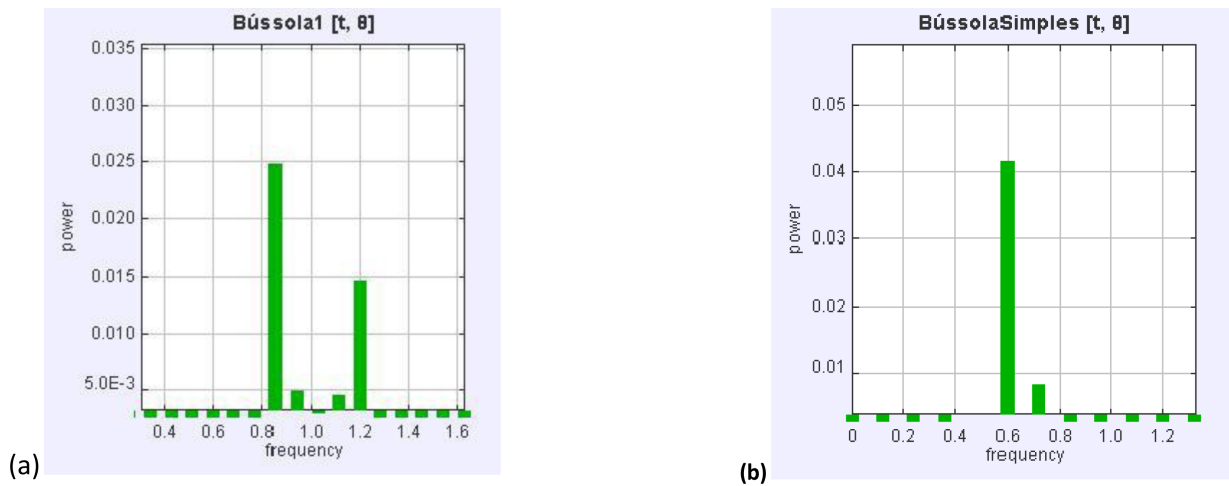 Bússola1 [t, θ]
0.035
0.030
0.025
0.020
0.015
0.010
5.0E-3
power
0.4 0.6 0.8 1.0 1.2 1.4 1.6
frequency
(a)
BússolaSimples [t, θ]
0.05
0.04
0.03
0.02
0.01
power
0 0.2 0.4 0.6 0.8 1.0 1.2
frequency
(b)